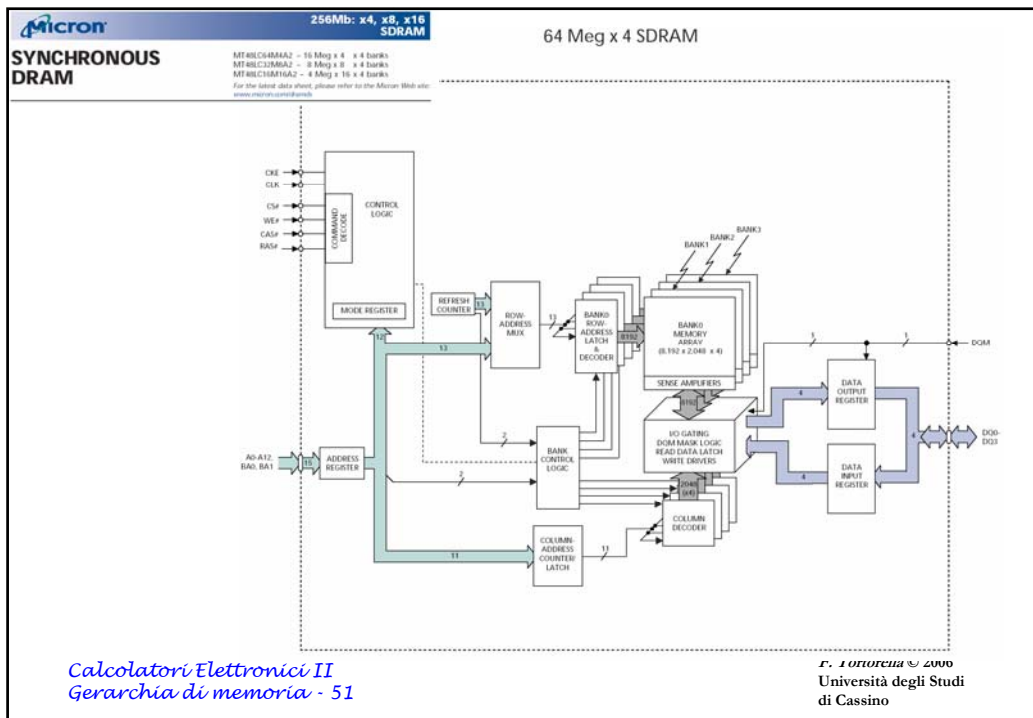 Micron
256Mb: x4, x8, x16
SDRAM
SYNCHRONOUS
DRAM
MT48LC64M4A2 – 16 Meg x 4 x 4 banks
MT48LC32M8A2 – 8 Meg x 8 x 4 banks
MT48LC16M16A2 – 4 Meg x 16 x 4 banks
For the latest data sheet, please refer to the Micron Web site:
www.micron.com/dramds
64 Meg x 4 SDRAM
CKE
CLK
CS#
WE#
CAS#
RAS#
COMMAND
DECODE
CONTROL
LOGIC
MODE REGISTER
12
REFRESH
COUNTER
13
13
ROW-
ADDRESS
MUX
13
BANK0
ROW-
ADDRESS
LATCH
&
DECODER
8192
BANK1
BANK2
BANK3
BANK0
MEMORY
ARRAY
(8,192 x 2,048 x 4)
SENSE AMPLIFIERS
8192
I/O GATING
DQM MASK LOGIC
READ DATA LATCH
WRITE DRIVERS
2048
(x4)
COLUMN
DECODER
A0-A12,
BA0, BA1
15
ADDRESS
REGISTER
2
2
BANK
CONTROL
LOGIC
11
COLUMN-
ADDRESS
COUNTER/
LATCH
11
1
1
DQM
4
DATA
OUTPUT
REGISTER
4
DQ0-
DQ3
4
DATA
INPUT
REGISTER
Calcolatori Elettronici II
Gerarchia di memoria - 51
F. Tortorella © 2006
Università degli Studi
di Cassino